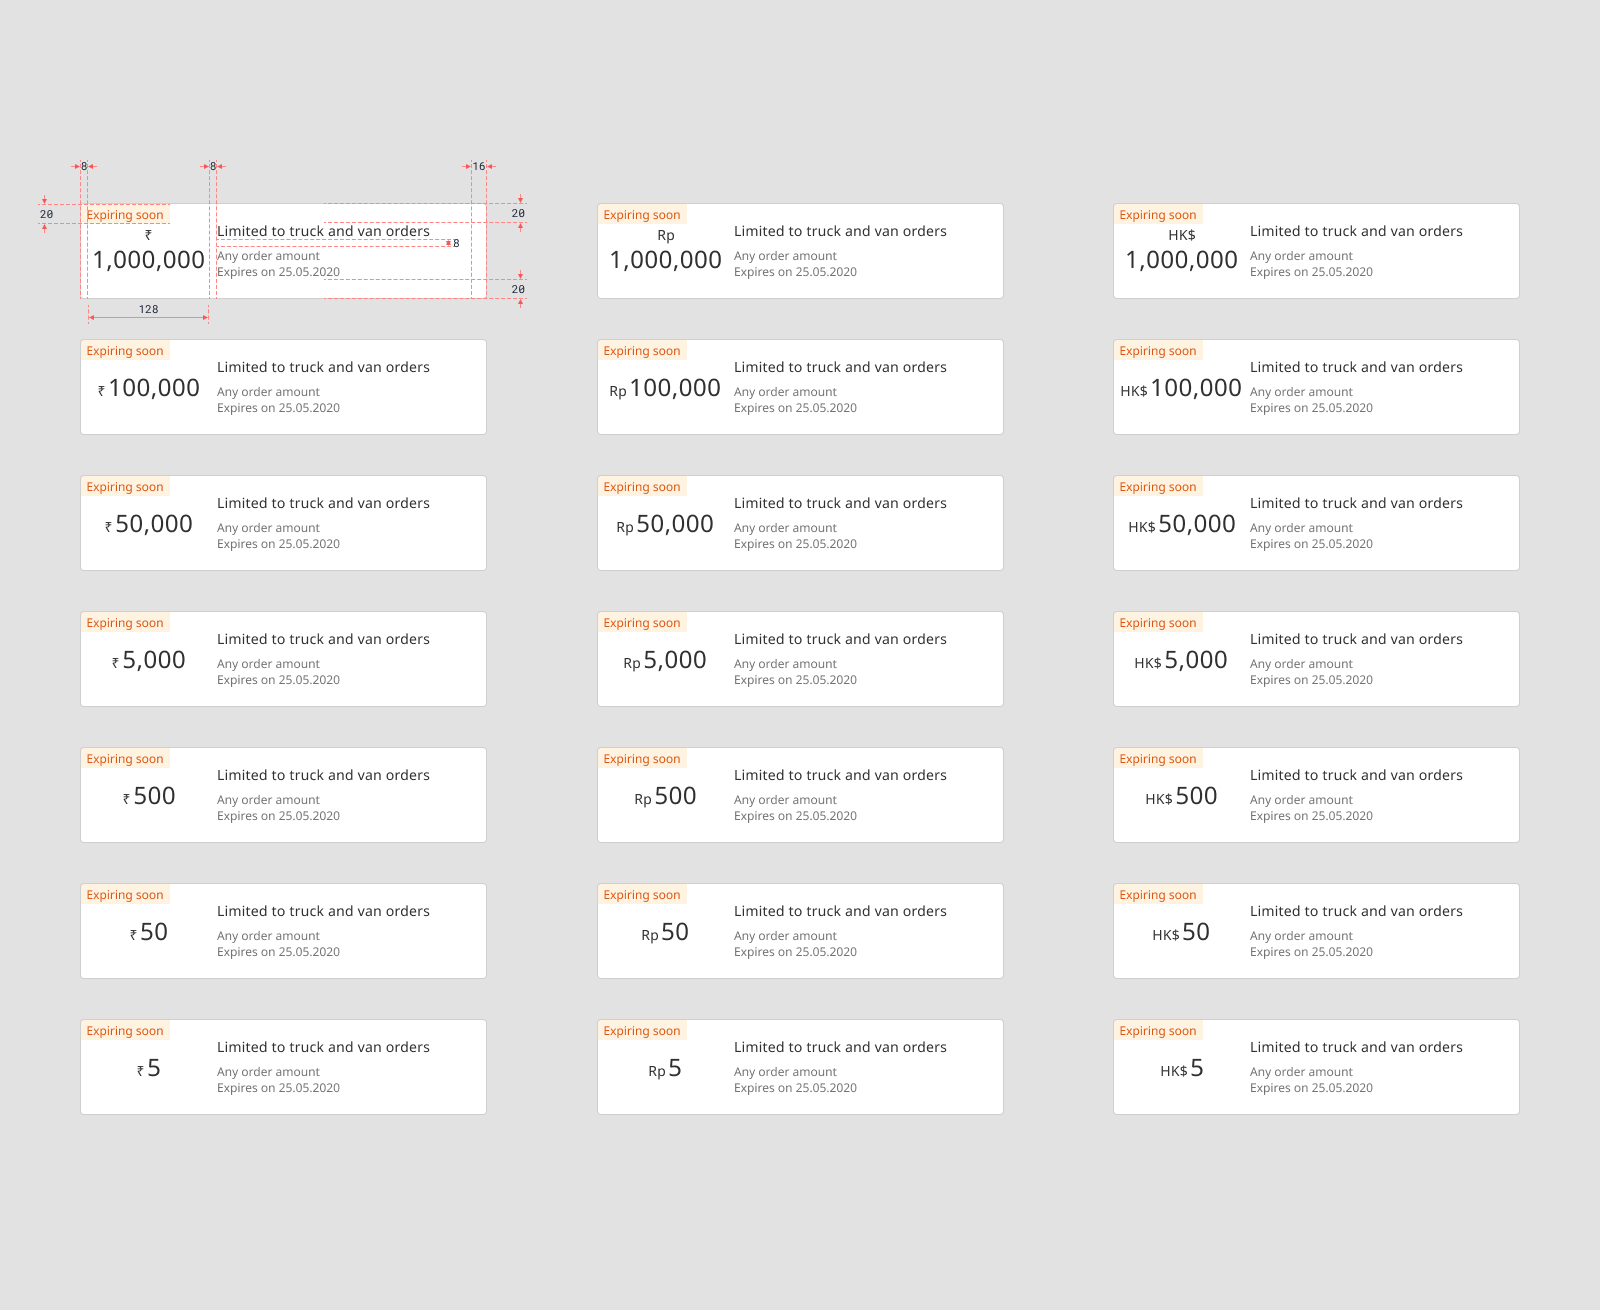 8
8
16
20
20
8
20
128
Expiring soon
₹
1,000,000
Limited to truck and van orders
Any order amount
Expires on 25.05.2020
Expiring soon
Rp
1,000,000
Limited to truck and van orders
Any order amount
Expires on 25.05.2020
Expiring soon
HK$
1,000,000
Limited to truck and van orders
Any order amount
Expires on 25.05.2020
Expiring soon
₹ 100,000
Limited to truck and van orders
Any order amount
Expires on 25.05.2020
Expiring soon
Rp 100,000
Limited to truck and van orders
Any order amount
Expires on 25.05.2020
Expiring soon
HK$ 100,000
Limited to truck and van orders
Any order amount
Expires on 25.05.2020
Expiring soon
₹ 50,000
Limited to truck and van orders
Any order amount
Expires on 25.05.2020
Expiring soon
Rp 50,000
Limited to truck and van orders
Any order amount
Expires on 25.05.2020
Expiring soon
HK$ 50,000
Limited to truck and van orders
Any order amount
Expires on 25.05.2020
Expiring soon
₹ 5,000
Limited to truck and van orders
Any order amount
Expires on 25.05.2020
Expiring soon
Rp 5,000
Limited to truck and van orders
Any order amount
Expires on 25.05.2020
Expiring soon
HK$ 5,000
Limited to truck and van orders
Any order amount
Expires on 25.05.2020
Expiring soon
₹ 500
Limited to truck and van orders
Any order amount
Expires on 25.05.2020
Expiring soon
Rp 500
Limited to truck and van orders
Any order amount
Expires on 25.05.2020
Expiring soon
HK$ 500
Limited to truck and van orders
Any order amount
Expires on 25.05.2020
Expiring soon
₹ 50
Limited to truck and van orders
Any order amount
Expires on 25.05.2020
Expiring soon
Rp 50
Limited to truck and van orders
Any order amount
Expires on 25.05.2020
Expiring soon
HK$ 50
Limited to truck and van orders
Any order amount
Expires on 25.05.2020
Expiring soon
₹ 5
Limited to truck and van orders
Any order amount
Expires on 25.05.2020
Expiring soon
Rp 5
Limited to truck and van orders
Any order amount
Expires on 25.05.2020
Expiring soon
HK$ 5
Limited to truck and van orders
Any order amount
Expires on 25.05.2020